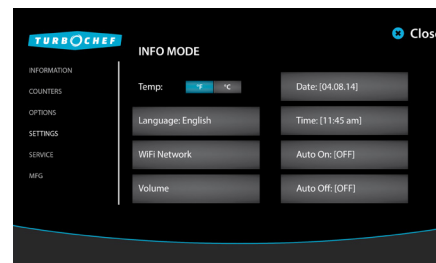 TURBOCHEF
Close
INFO MODE
INFORMATION
COUNTERS
OPTIONS
SETTINGS
SERVICE
MFG
Temp: °F °C
Language: English
WiFi Network
Volume
Date: [04.08.14]
Time: [11:45 am]
Auto On: [OFF]
Auto Off: [OFF]